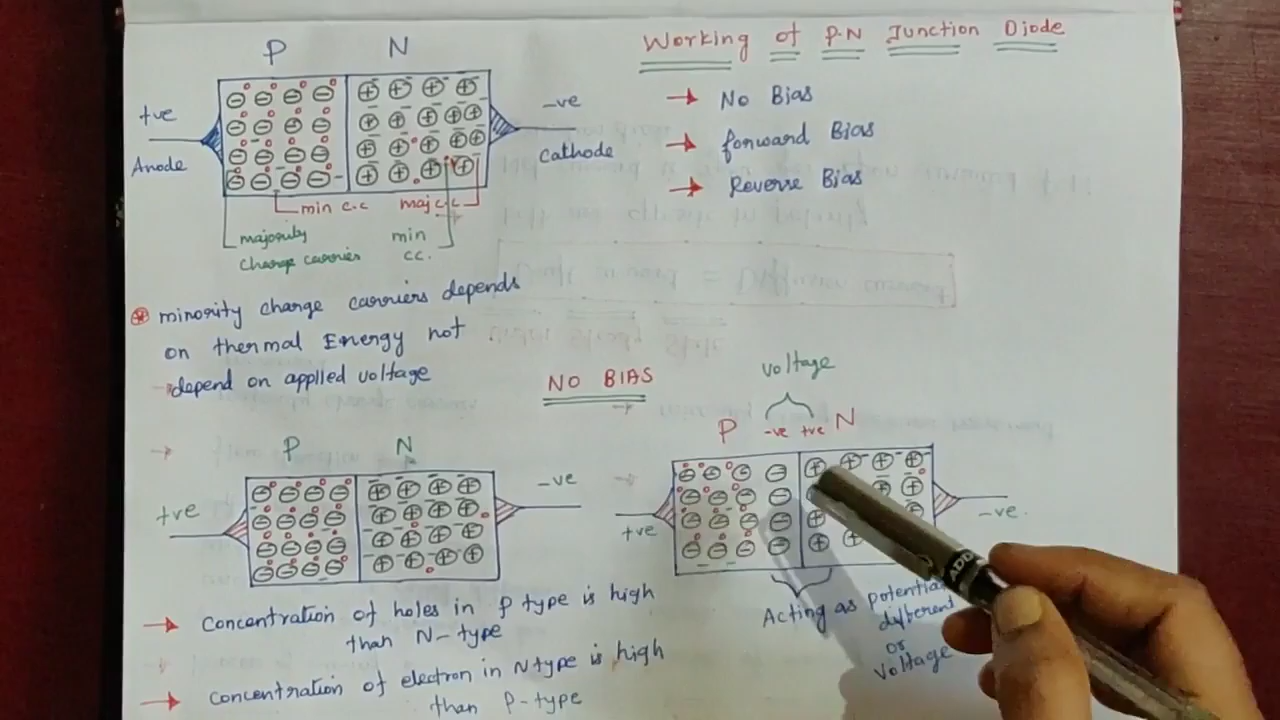 Working of P-N Junction Diode
→ No Bias
→ forward Bias
→ Reverse Bias
P N
+ve
Anode
-ve
Cathode
min c.c maj c.c
majority
charge carries
min
cc.
minority charge carriers depends
on thermal Energy not
depend on applied voltage
NO BIAS
P N
+ve -ve
voltage
P -ve +ve N
+ve -ve.
Acting as potential
different
or
voltage
→ concentration of holes in p type is high
than N-type
→ concentration of electron in N type is high
than P-type
ADD